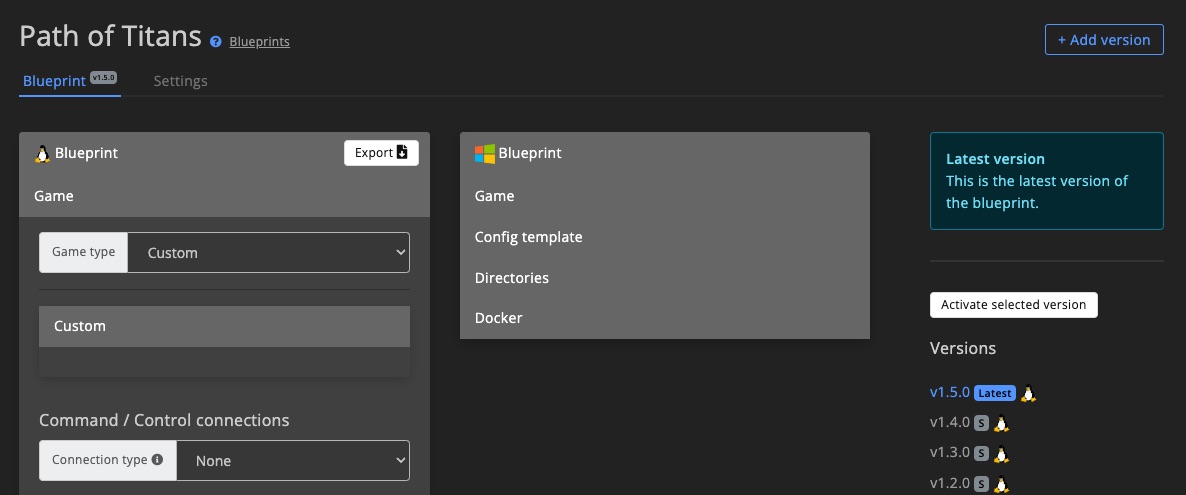 Path of Titans ? Blueprints
+ Add version
Blueprint v1.5.0
Settings
Blueprint
Export
Game
Game type
Custom
Custom
Command / Control connections
Connection type
None
Blueprint
Game
Config template
Directories
Docker
Latest version
This is the latest version of
the blueprint.
Activate selected version
Versions
v1.5.0 Latest
v1.4.0 S
v1.3.0 S
v1.2.0 S